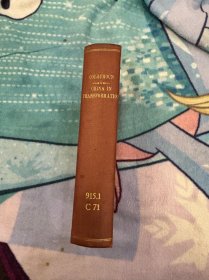 COLQUHOUN
CHINA IN
TRANSFORMATION
915.1
C 71